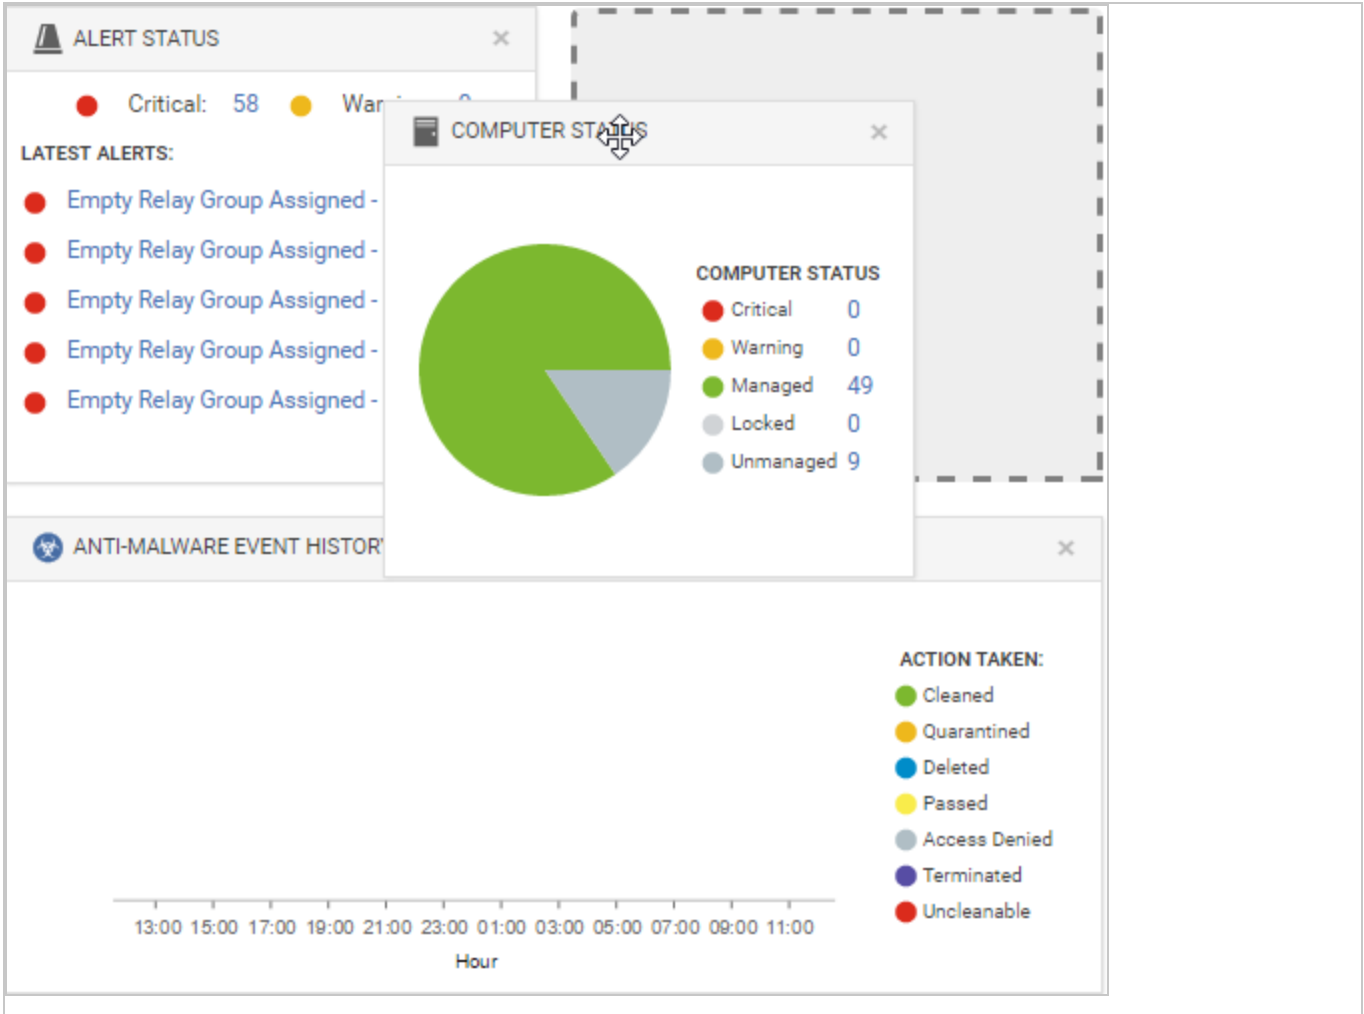 ALERT STATUS
Critical: 58
LATEST ALERTS:
Empty Relay Group Assigned -
Empty Relay Group Assigned -
Empty Relay Group Assigned -
Empty Relay Group Assigned -
Empty Relay Group Assigned -
COMPUTER STATUS
COMPUTER STATUS
Critical 0
Warning 0
Managed 49
Locked 0
Unmanaged 9
ANTI-MALWARE EVENT HISTORY
ACTION TAKEN:
Cleaned
Quarantined
Deleted
Passed
Access Denied
Terminated
Uncleanable
13:00 15:00 17:00 19:00 21:00 23:00 01:00 03:00 05:00 07:00 09:00 11:00
Hour